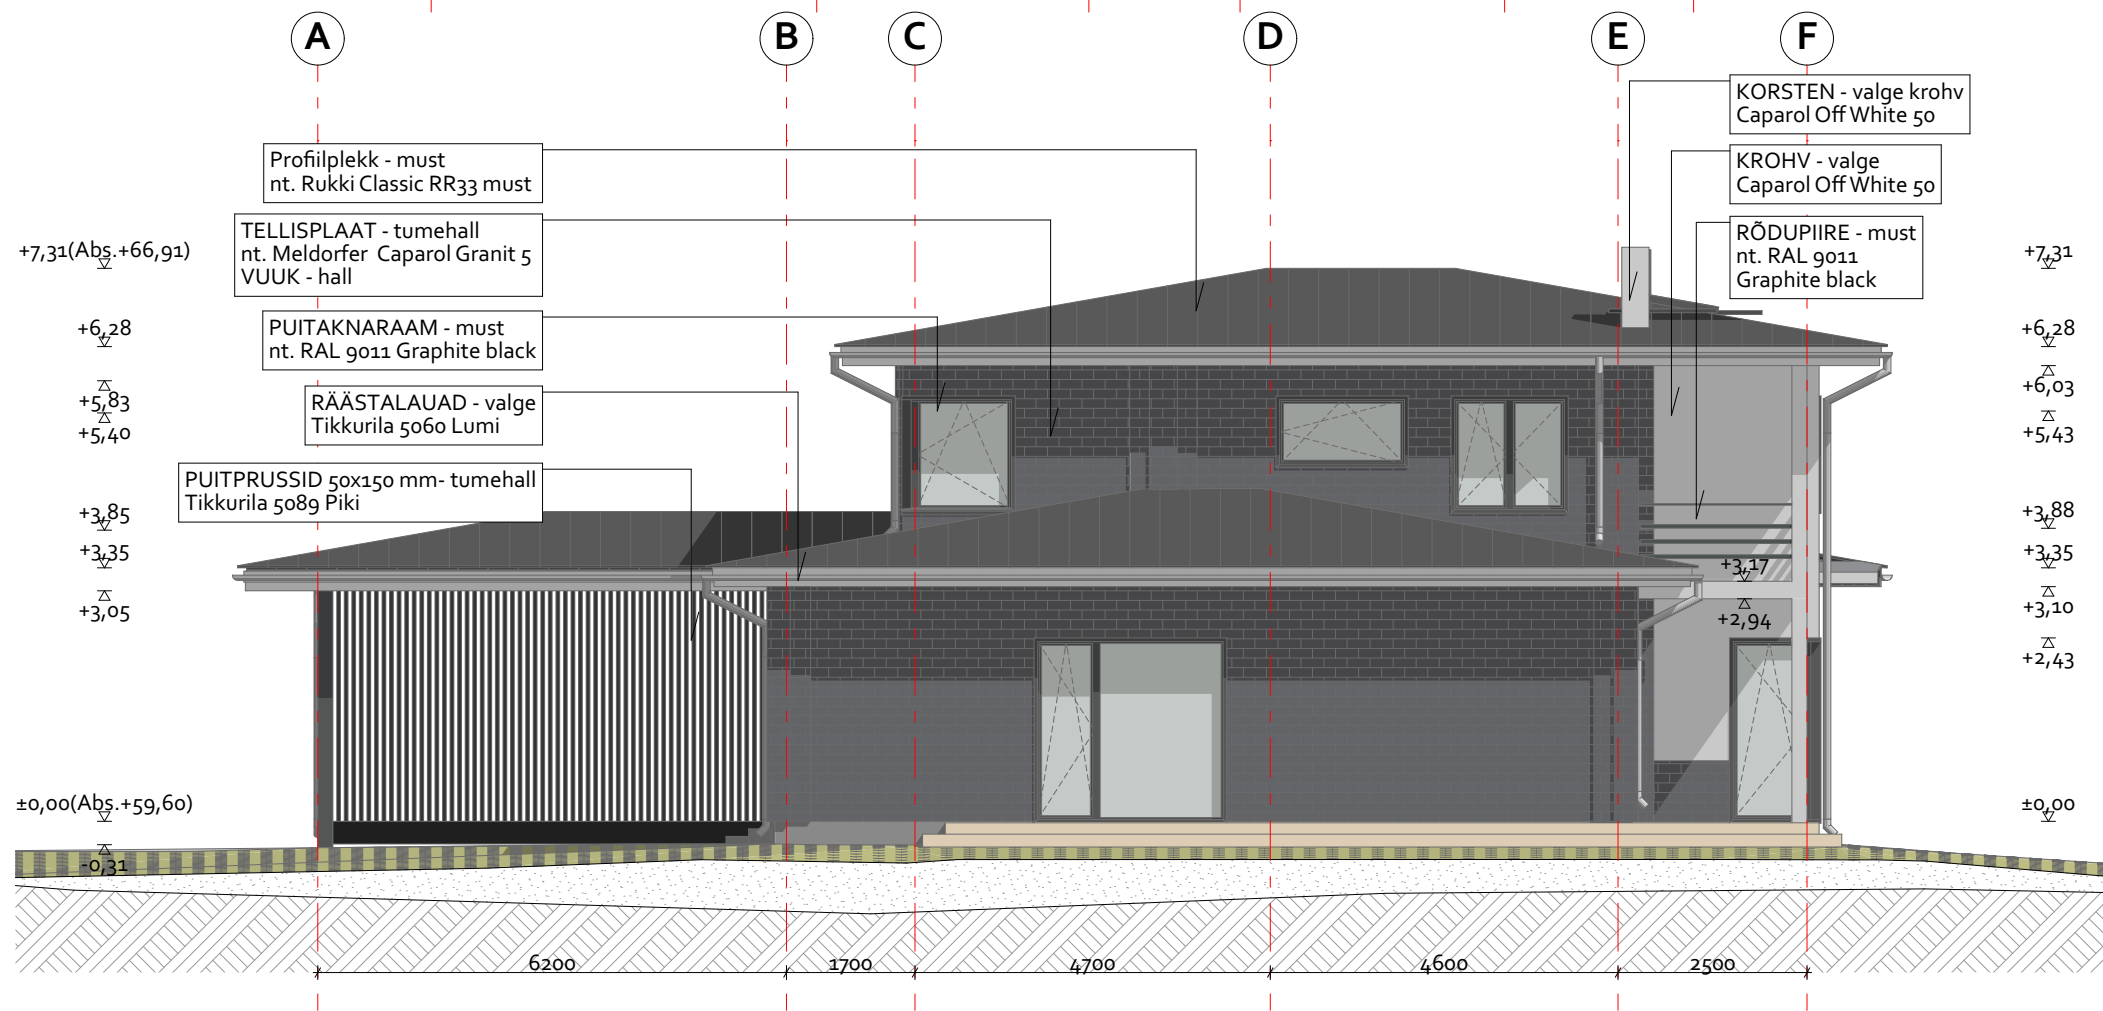 A
B
C
D
E
F
KORSTEN - valge krohv
Caparol Off White 50
Profiilplekk - must
nt. Rukki Classic RR33 must
KROHV - valge
Caparol Off White 50
TELLISPLAAT - tumehall
nt. Meldorfer Caparol Granit 5
VUUK - hall
RÕDUPIIRE - must
nt. RAL 9011
Graphite black
PUITAKNARAAM - must
nt. RAL 9011 Graphite black
RÄÄSTALAUAD - valge
Tikkurila 5060 Lumi
PUITPRUSSID 50x150 mm- tumehall
Tikkurila 5089 Piki
+7,31(Abs.+66,91)
+6,28
+5,83
+5,40
+3,85
+3,35
+3,05
±0,00(Abs.+59,60)
-0,31
+7,31
+6,28
+6,03
+5,43
+3,88
+3,35
+3,17
+3,10
+2,94
+2,43
±0,00
6200
1700
4700
4600
2500